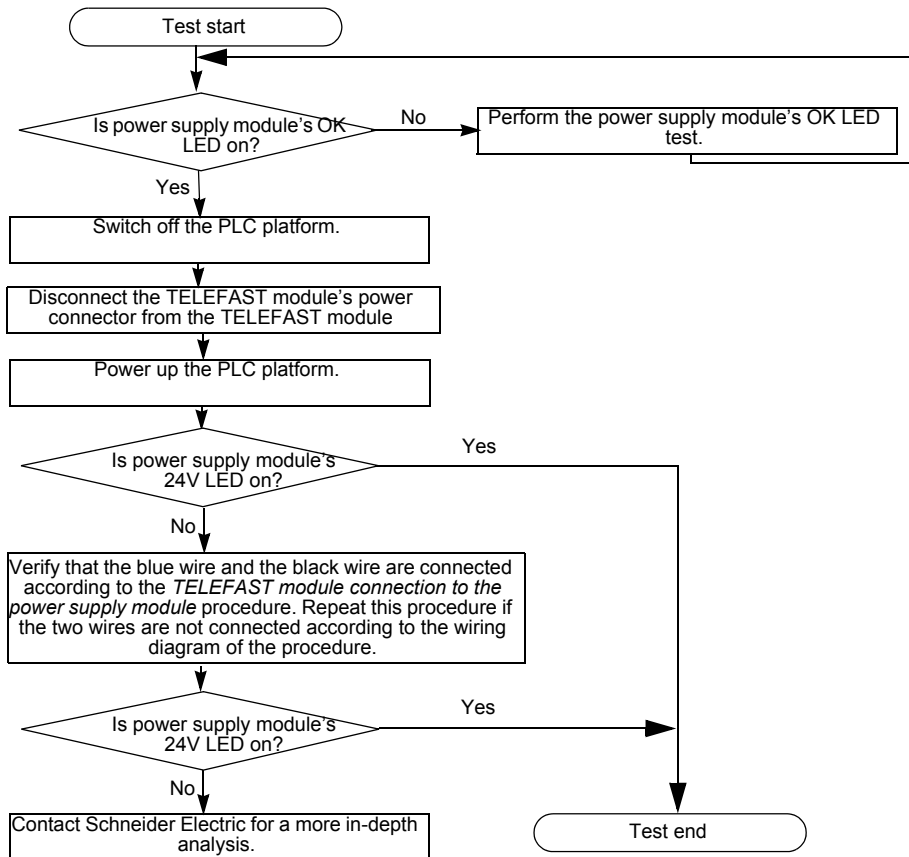 Test start
Is power supply module's OK
LED on?
No
Perform the power supply module's OK LED
test.
Yes
Switch off the PLC platform.
Disconnect the TELEFAST module's power
connector from the TELEFAST module
Power up the PLC platform.
Is power supply module's
24V LED on?
Yes
No
Verify that the blue wire and the black wire are connected
according to the TELEFAST module connection to the
power supply module procedure. Repeat this procedure if
the two wires are not connected according to the wiring
diagram of the procedure.
Is power supply module's
24V LED on?
Yes
No
Contact Schneider Electric for a more in-depth
analysis.
Test end